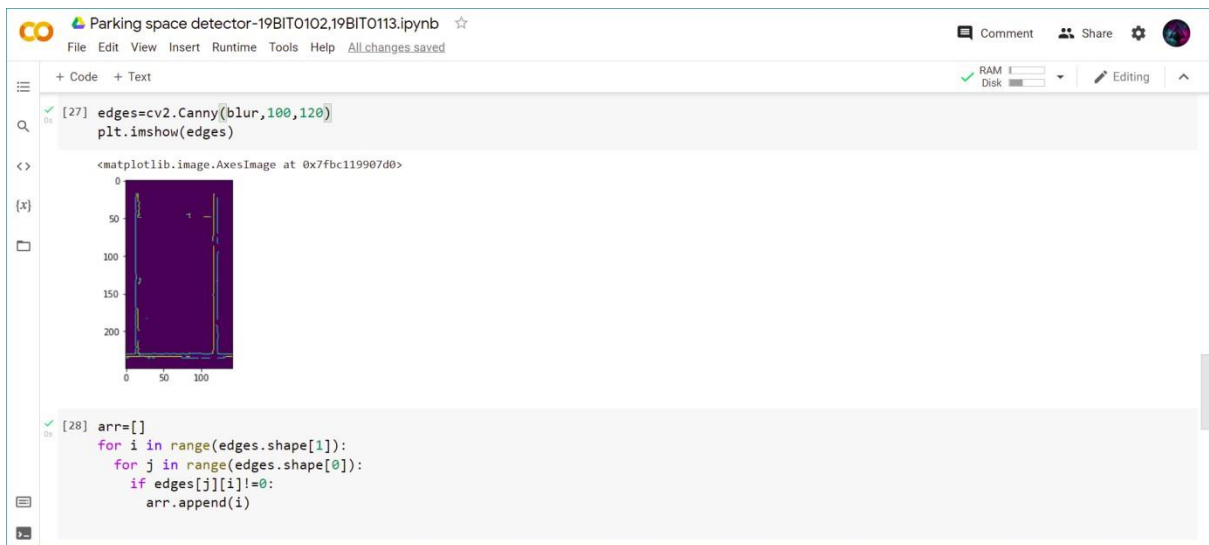 Parking space detector-19BIT0102,19BIT0113.ipynb
Comment Share
File Edit View Insert Runtime Tools Help All changes saved
+ Code + Text
RAM
Disk
Editing
[27] edges=cv2.Canny(blur,100,120)
0s
plt.imshow(edges)
<matplotlib.image.AxesImage at 0x7fbc119907d0>
0
50
100
150
200
0 50 100
{x}
[28] arr=[]
0s
for i in range(edges.shape[1]):
for j in range(edges.shape[0]):
if edges[j][i]!=0:
arr.append(i)